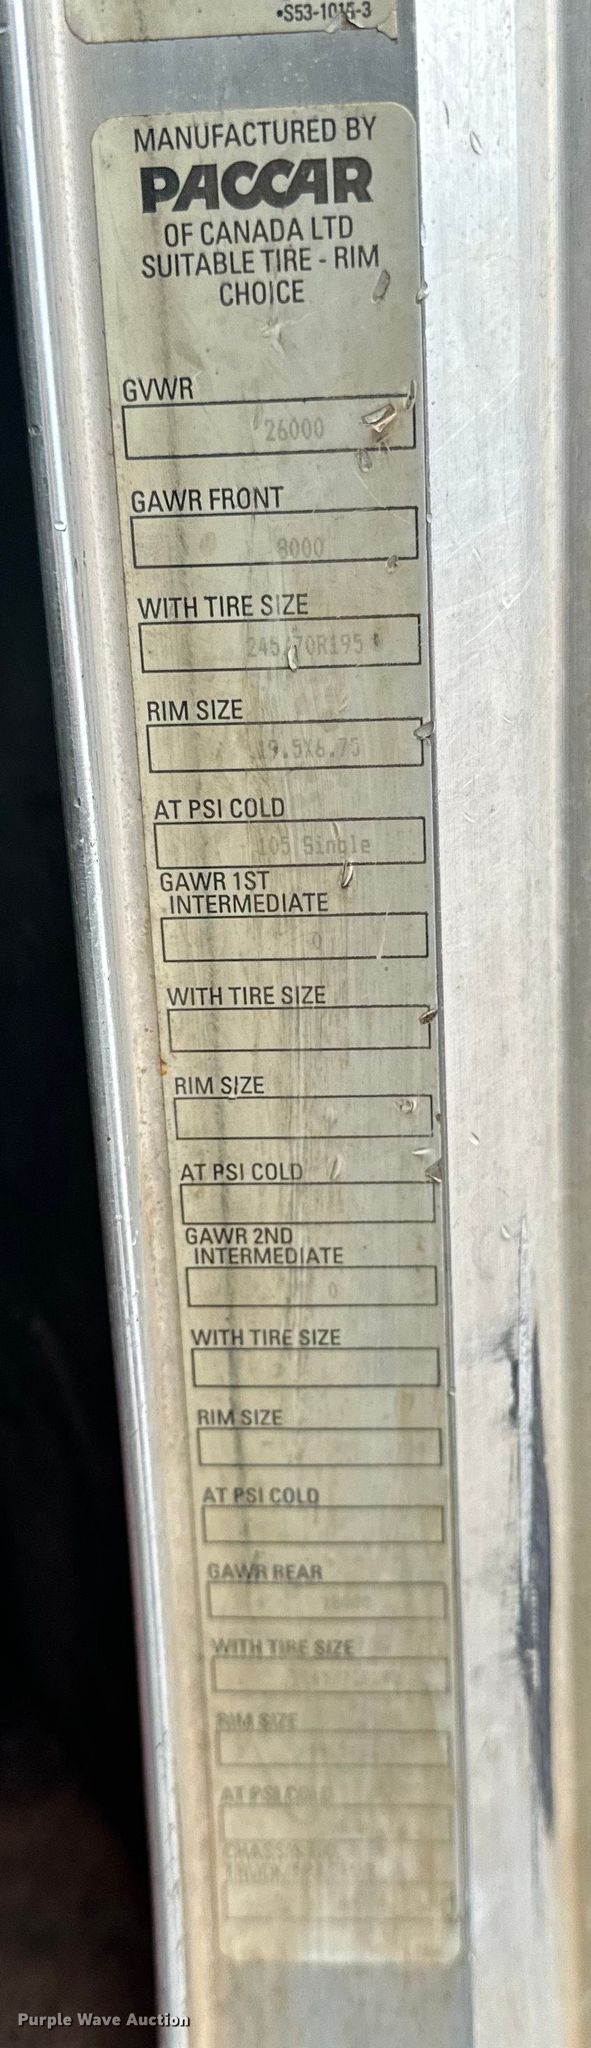 •S53-1015-3
MANUFACTURED BY
PACCAR
OF CANADA LTD
SUITABLE TIRE - RIM
CHOICE
GVWR
26000
GAWR FRONT
8000
WITH TIRE SIZE
245/70R195
RIM SIZE
19.5X6.75
AT PSI COLD
105 Single
GAWR 1ST
INTERMEDIATE
0
WITH TIRE SIZE
RIM SIZE
AT PSI COLD
GAWR 2ND
INTERMEDIATE
0
WITH TIRE SIZE
RIM SIZE
AT PSI COLD
GAWR REAR
WITH TIRE SIZE
RIM SIZE
AT PSI COLD
Purple Wave Auction